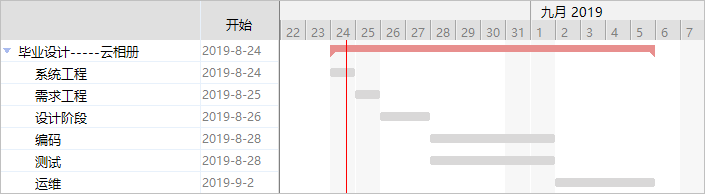 开始
九月 2019
22 23 24 25 26 27 28 29 30 31 1 2 3 4 5 6 7
毕业设计-----云相册 2019-8-24
系统工程 2019-8-24
需求工程 2019-8-25
设计阶段 2019-8-26
编码 2019-8-28
测试 2019-8-28
运维 2019-9-2